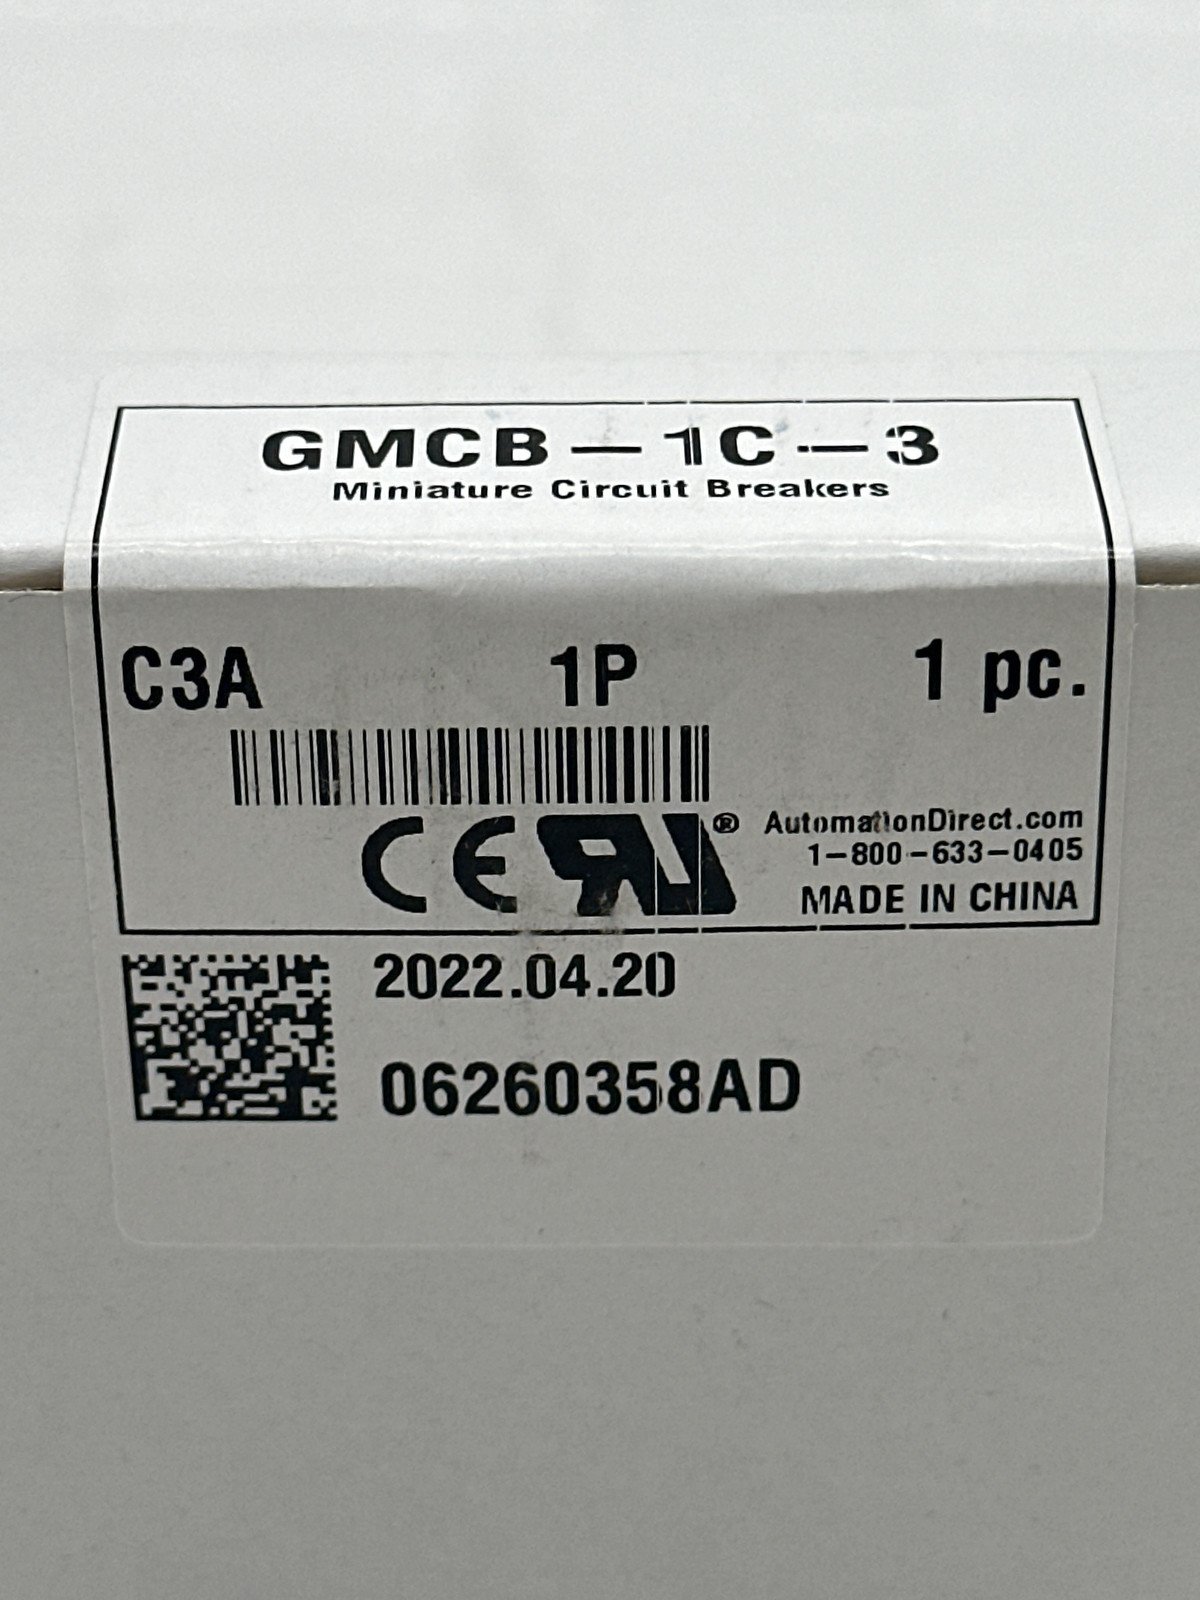 GMCB-1C-3
Miniature Circuit Breakers
C3A 1P 1 pc.
CE RU ® AutomationDirect.com
1-800-633-0405
MADE IN CHINA
2022.04.20
06260358AD